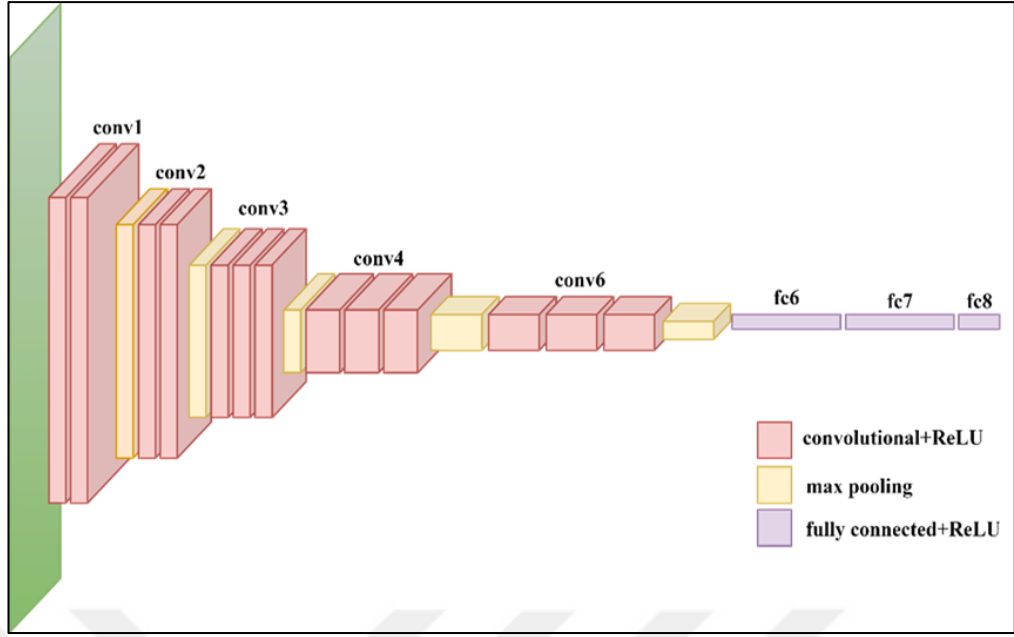 conv1
conv2
conv3
conv4
conv6
fc6
fc7
fc8
convolutional+ReLU
max pooling
fully connected+ReLU